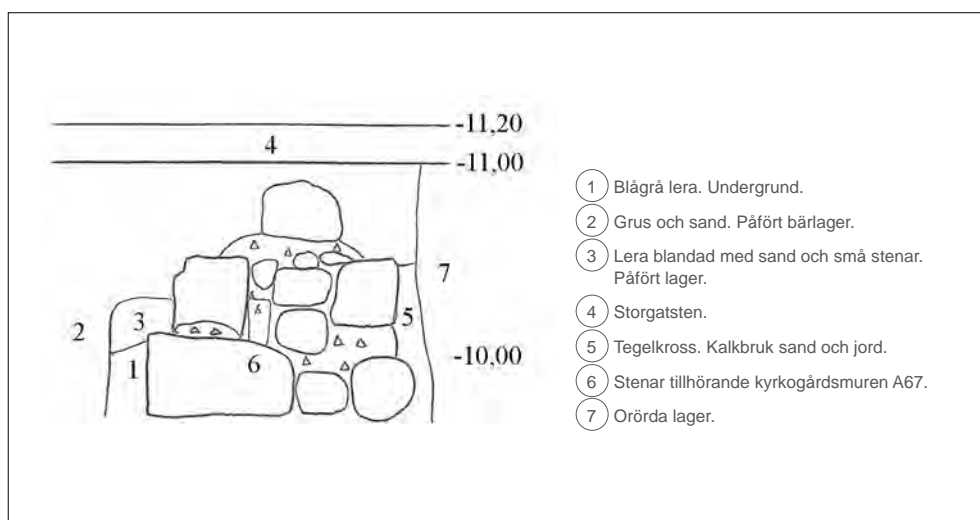 -11,20
4
-11,00
7
2
3
5
1
6
-10,00
1 Blågrå lera. Undergrund.
2 Grus och sand. Påfört bärlager.
3 Lera blandad med sand och små stenar.
Påfört lager.
4 Storgatsten.
5 Tegelkross. Kalkbruk sand och jord.
6 Stenar tillhörande kyrkogårdsmuren A67.
7 Orörda lager.